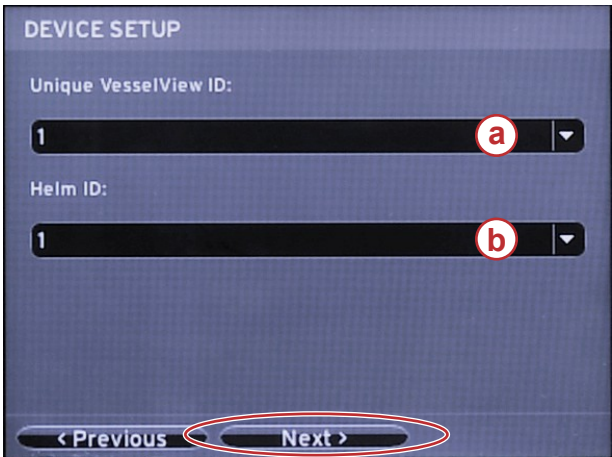 DEVICE SETUP
Unique VesselView ID:
1
a
Helm ID:
1
b
< Previous
Next >